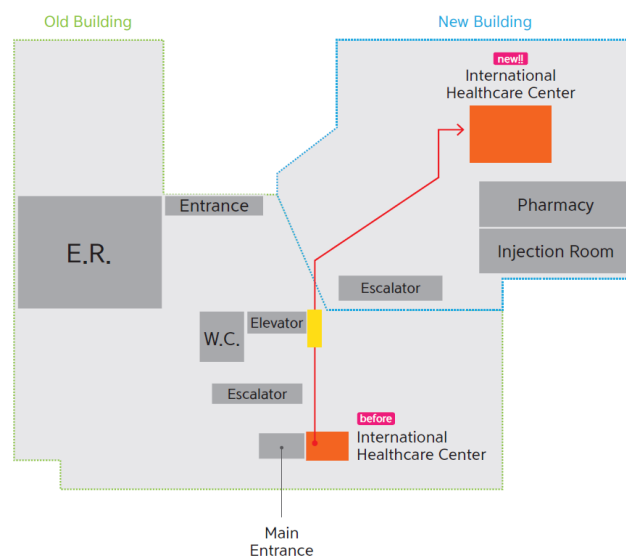 Old Building
New Building
new!!
International
Healthcare Center
Entrance
E.R.
Pharmacy
Injection Room
Escalator
Elevator
W.C.
Escalator
before
International
Healthcare Center
Main
Entrance